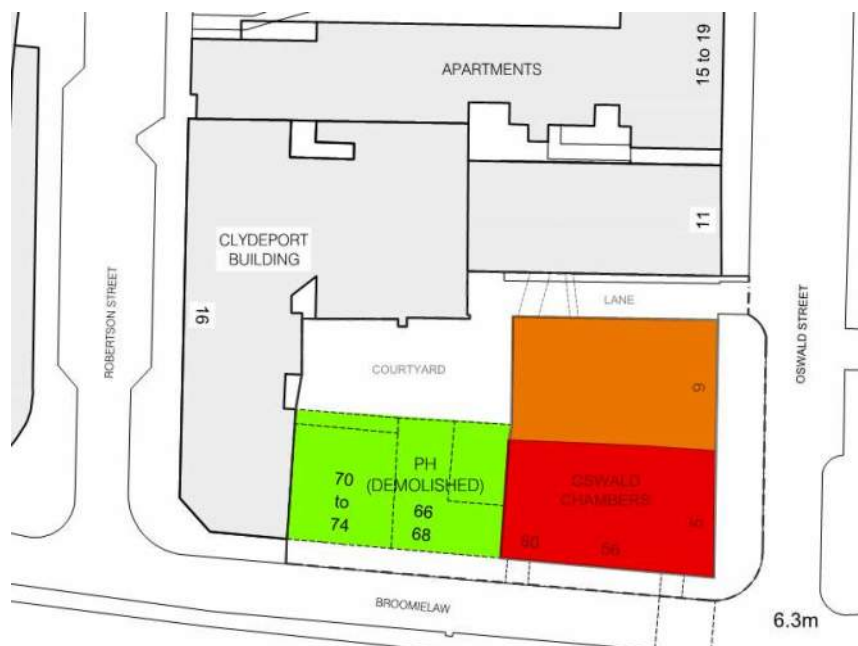 APARTMENTS
15 to 19
CLYDEPORT
BUILDING
11
LANE
ROBERTSON STREET
16
OSWALD STREET
COURTYARD
9
PH
(DEMOLISHED)
70
to
74
66
68
OSWALD
CHAMBERS
5
60
56
BROOMIELAW
6.3m